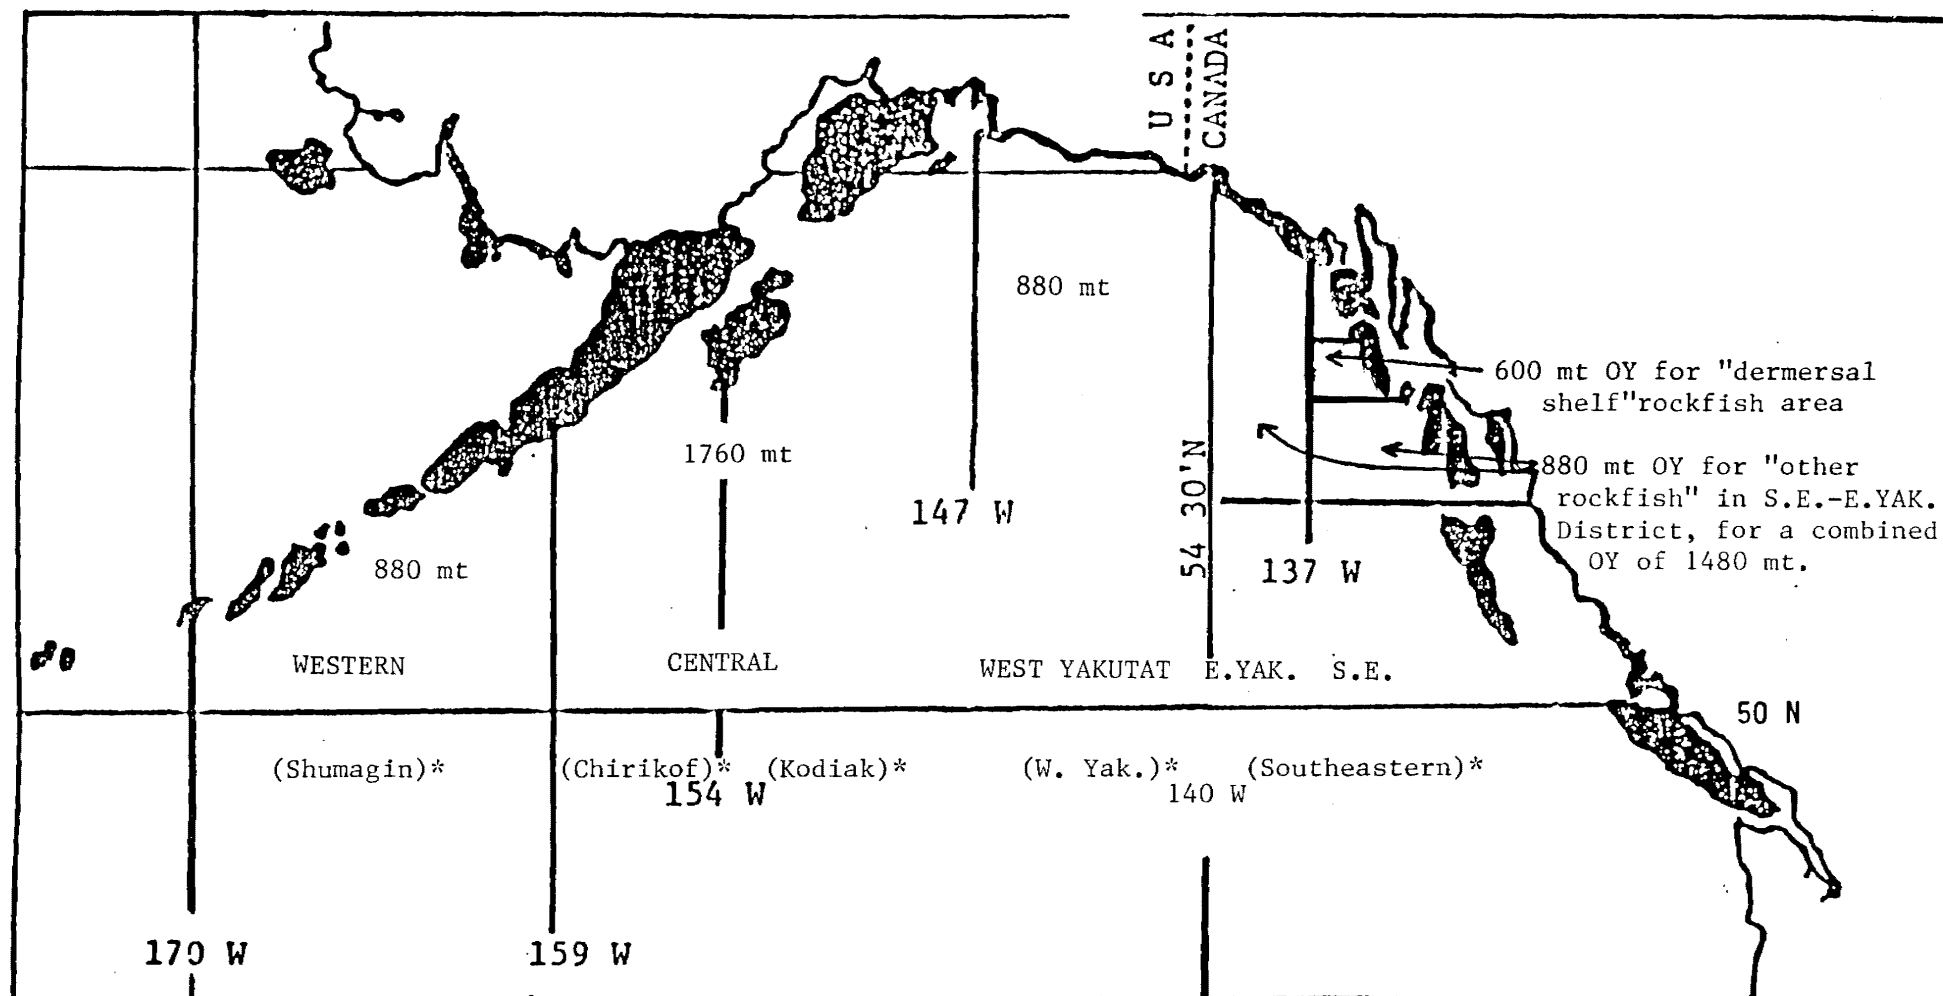 U S A
CANADA
880 mt
600 mt OY for "dermersal
shelf"rockfish area
1760 mt
880 mt OY for "other
rockfish" in S.E.-E.YAK.
District, for a combined
OY of 1480 mt.
147 W
54 30'N
137 W
880 mt
WESTERN
CENTRAL
WEST YAKUTAT
E.YAK.
S.E.
50 N
(Shumagin)*
(Chirikof)*
(Kodiak)*
(W. Yak.)*
(Southeastern)*
154 W
140 W
170 W
159 W